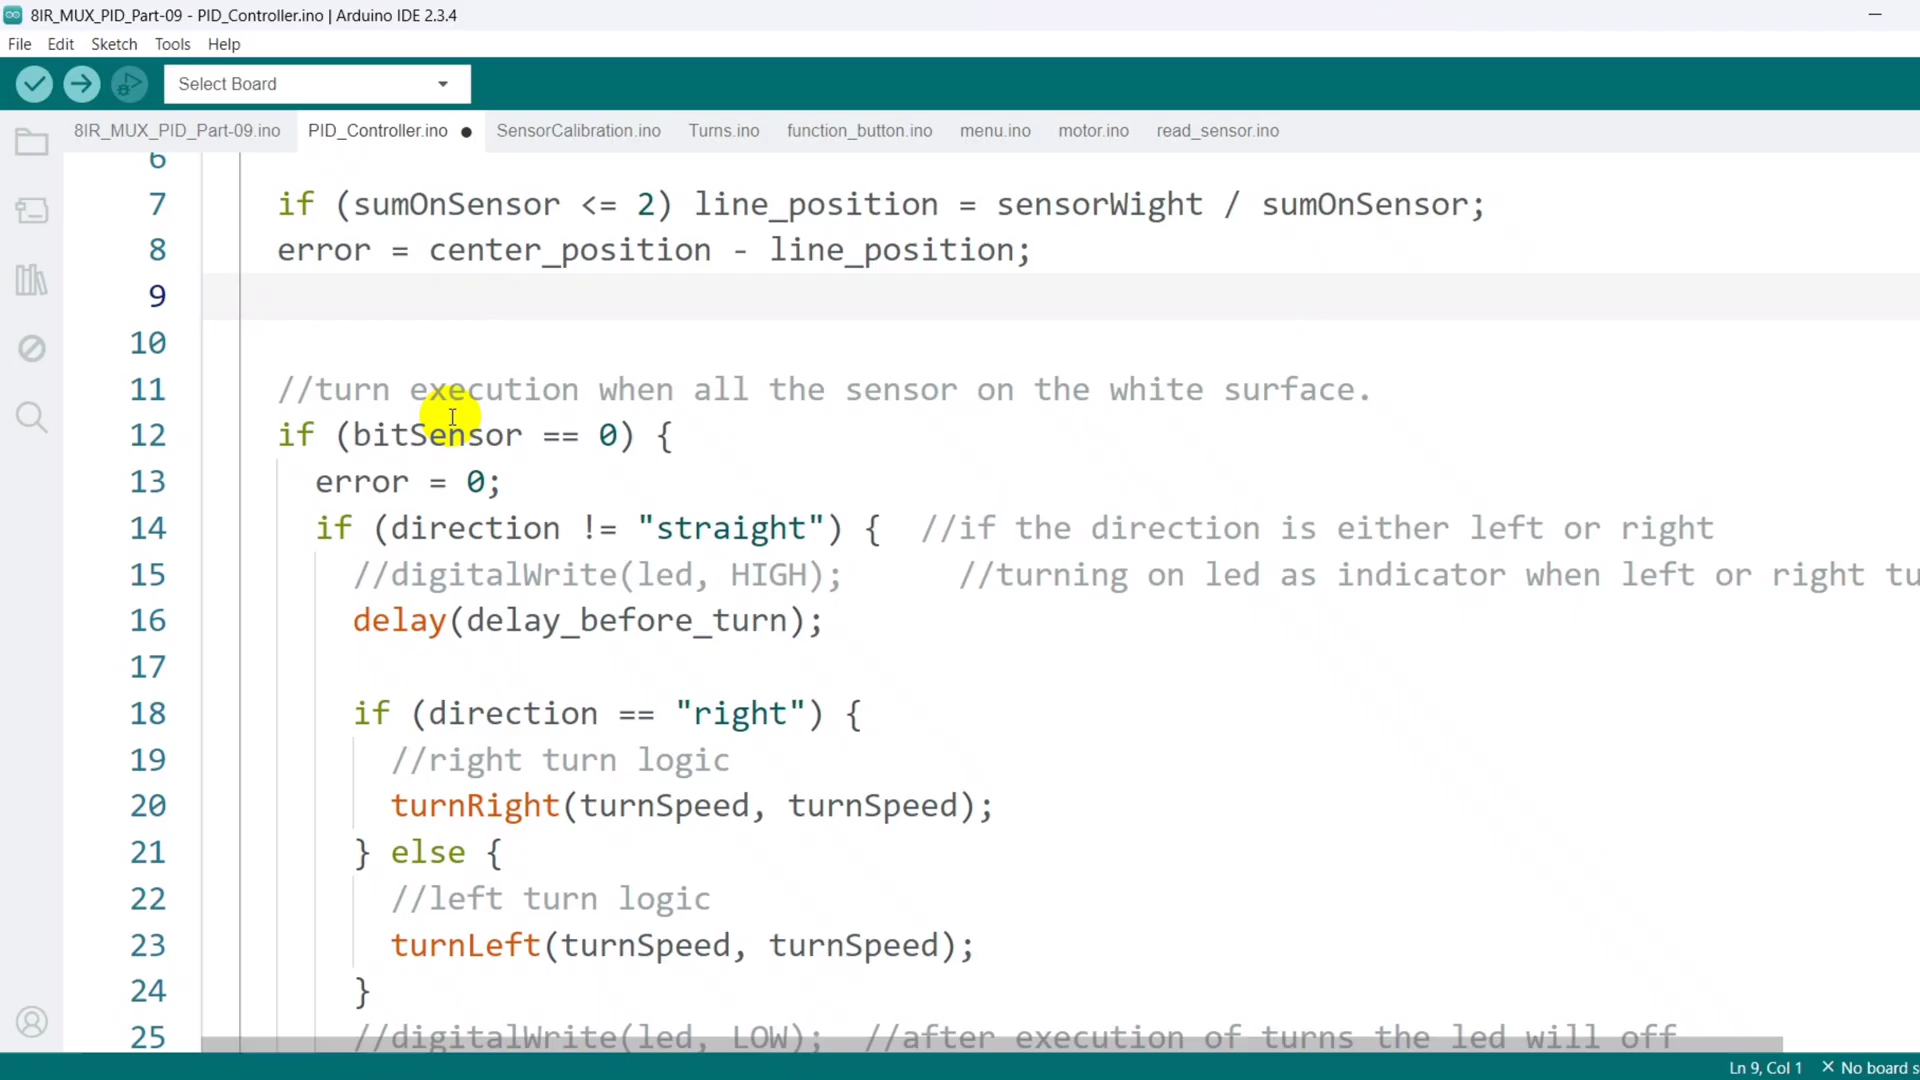 8IR_MUX_PID_Part-09 - PID_Controller.ino | Arduino IDE 2.3.4
File Edit Sketch Tools Help
Select Board
8IR_MUX_PID_Part-09.ino PID_Controller.ino SensorCalibration.ino Turns.ino function_button.ino menu.ino motor.ino read_sensor.ino
6
7 if (sumOnSensor <= 2) line_position = sensorWight / sumOnSensor;
8 error = center_position - line_position;
9
10
11 //turn execution when all the sensor on the white surface.
12 if (bitSensor == 0) {
13 error = 0;
14 if (direction != "straight") { //if the direction is either left or right
15 //digitalWrite(led, HIGH); //turning on led as indicator when left or right tu
16 delay(delay_before_turn);
17
18 if (direction == "right") {
19 //right turn logic
20 turnRight(turnSpeed, turnSpeed);
21 } else {
22 //left turn logic
23 turnLeft(turnSpeed, turnSpeed);
24 }
25 //digitalWrite(led, LOW); //after execution of turns the led will off
Ln 9, Col 1 No board s